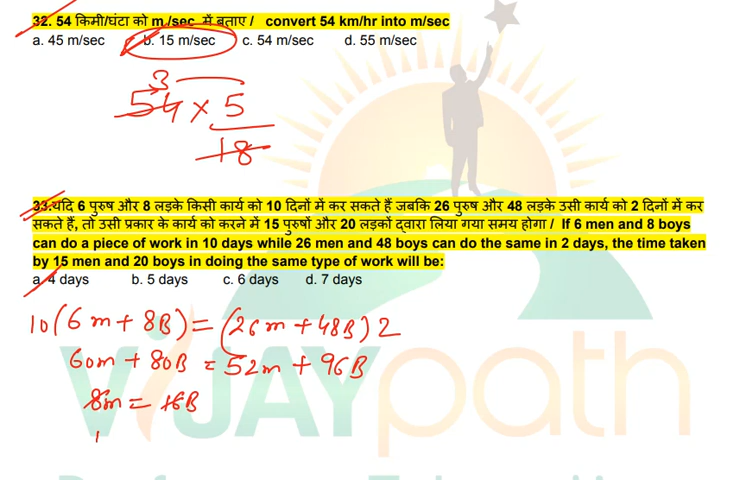 32. 54 किमी/घंटा को m /sec में बताए / convert 54 km/hr into m/sec
a. 45 m/sec b. 15 m/sec c. 54 m/sec d. 55 m/sec
3
54 × 5
18
33.यदि 6 पुरुष और 8 लड़के किसी कार्य को 10 दिनों में कर सकते हैं जबकि 26 पुरुष और 48 लड़के उसी कार्य को 2 दिनों में कर
सकते हैं, तो उसी प्रकार के कार्य को करने में 15 पुरुषों और 20 लड़कों द्वारा लिया गया समय होगा / If 6 men and 8 boys
can do a piece of work in 10 days while 26 men and 48 boys can do the same in 2 days, the time taken
by 15 men and 20 boys in doing the same type of work will be:
a. 4 days b. 5 days c. 6 days d. 7 days
10(6m + 8B) = (26m + 48B) 2
60m + 80B = 52m + 96B
8m = 16B
1
VIJAYpath